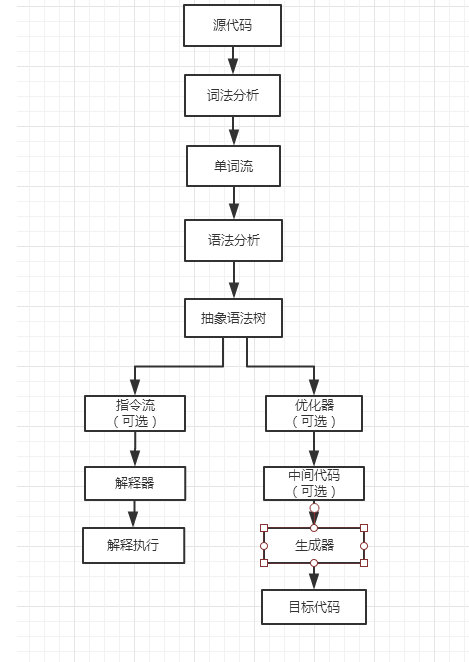 源代码
词法分析
单词流
语法分析
抽象语法树
指令流
（可选）
解释器
解释执行
优化器
（可选）
中间代码
（可选）
生成器
目标代码